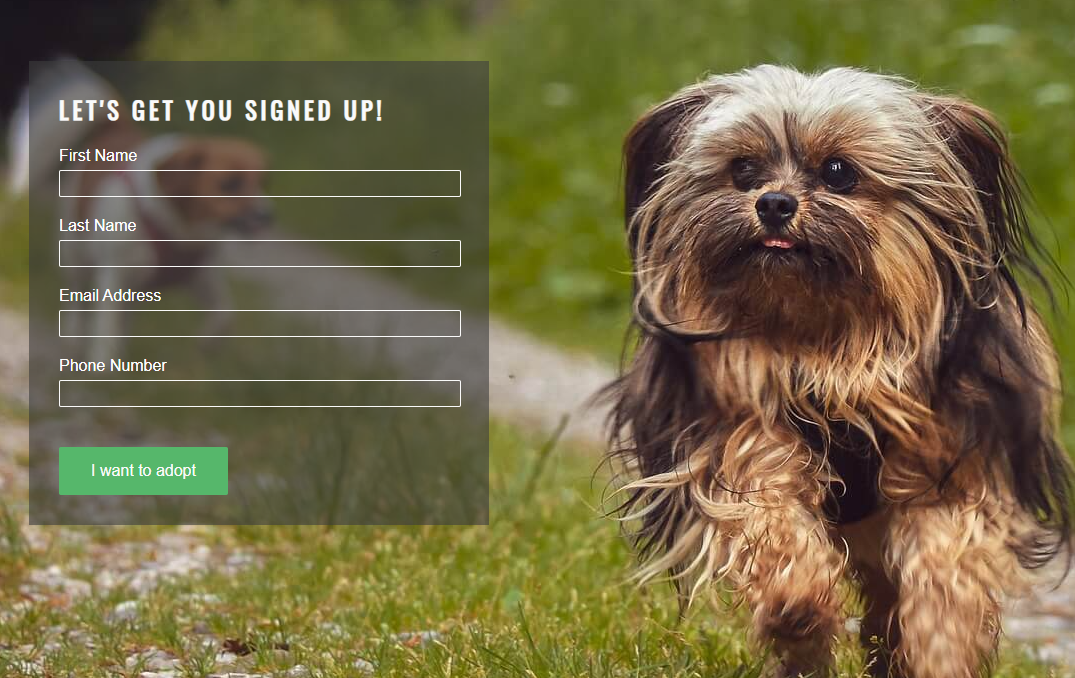 LET'S GET YOU SIGNED UP!
First Name
Last Name
Email Address
Phone Number
I want to adopt